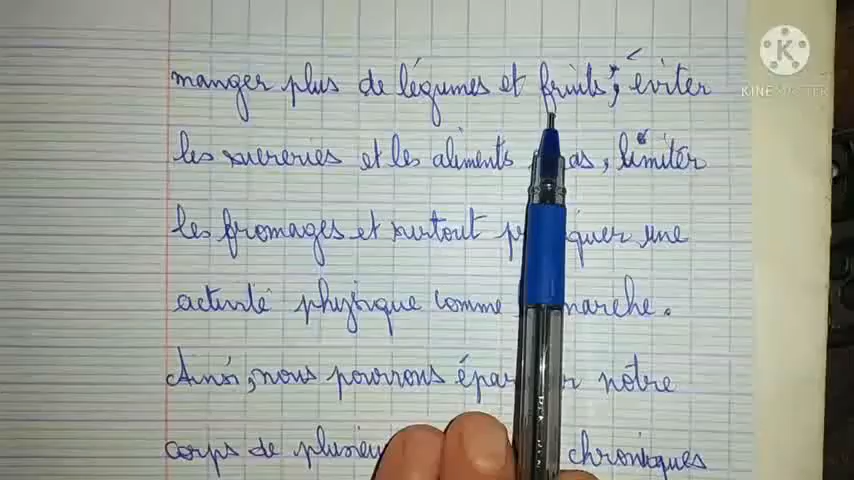 manger plus de légumes et fruits, éviter
les sucreries et les aliments, limiter
les fromages et surtout une
activité physique comme marche.
Ainsi, nous pourrons notre
corps de chroniques
KINEMASTER